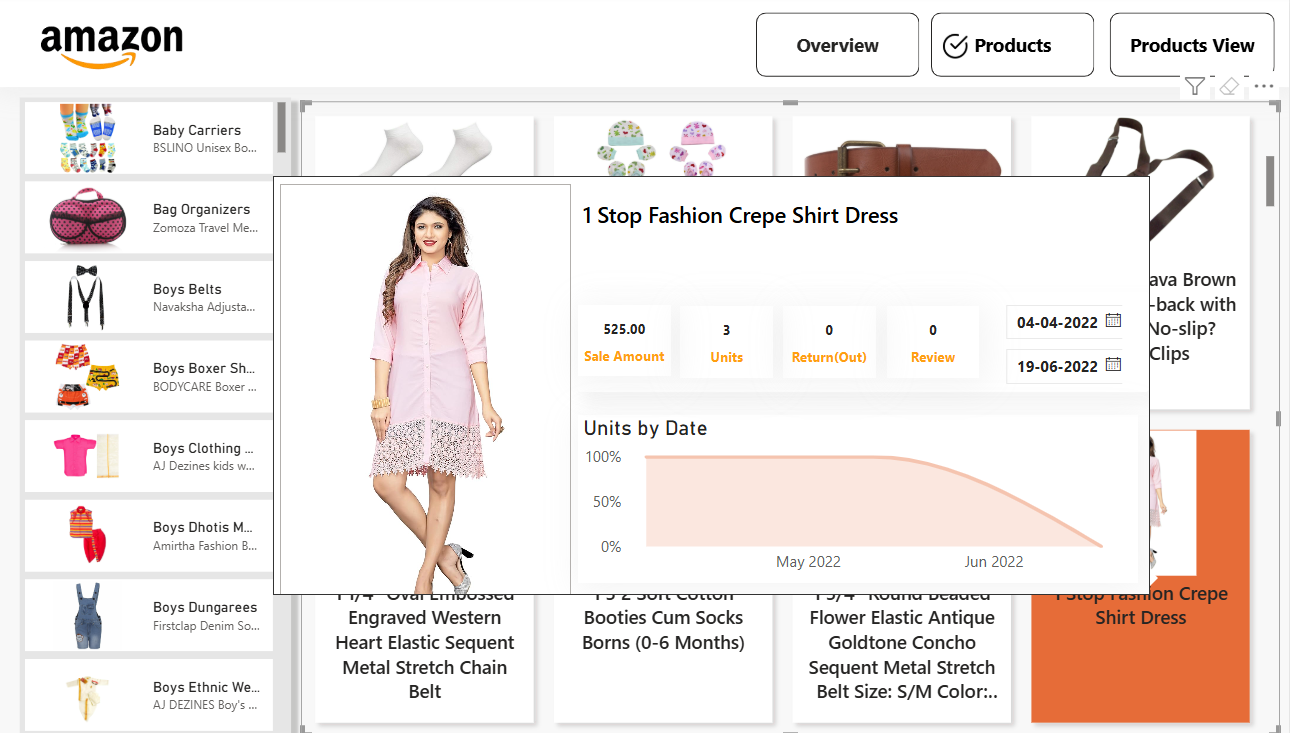 amazon
Overview
Products
Products View
Baby Carriers
BSLINO Unisex Bo...
Bag Organizers
Zomoza Travel Me...
Boys Belts
Navaksha Adjusta...
Boys Boxer Sh...
BODYCARE Boxer ...
Boys Clothing ...
AJ Dezines kids w...
Boys Dhotis M...
Amirtha Fashion B...
Boys Dungarees
Firstclap Denim So...
Boys Ethnic We...
AJ DEZINES Boy's ...
1 Stop Fashion Crepe Shirt Dress
525.00
Sale Amount
3
Units
0
Return(Out)
0
Review
04-04-2022
19-06-2022
Units by Date
100%
50%
0%
May 2022
Jun 2022
ava Brown
-back with
No-slip?
Clips
1 1/4" Oval Embossed
Engraved Western
Heart Elastic Sequent
Metal Stretch Chain
Belt
Soft Cotton
Booties Cum Socks
Borns (0-6 Months)
1 3/4" Round Beaded
Flower Elastic Antique
Goldtone Concho
Sequent Metal Stretch
Belt Size: S/M Color:..
1 Stop Fashion Crepe
Shirt Dress